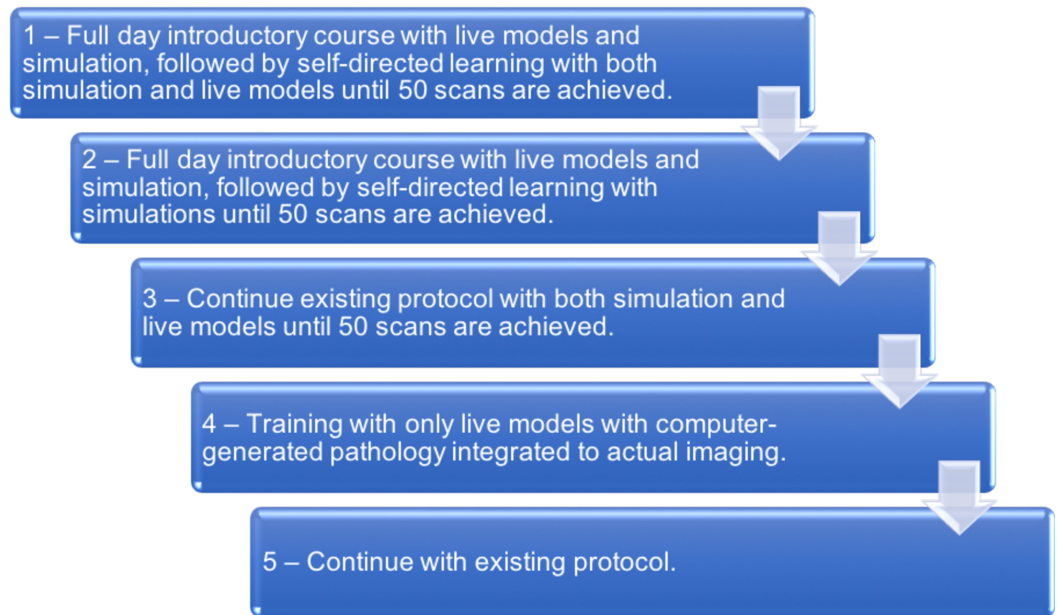 1 – Full day introductory course with live models and
simulation, followed by self-directed learning with both
simulation and live models until 50 scans are achieved.
2 – Full day introductory course with live models and
simulation, followed by self-directed learning with
simulations until 50 scans are achieved.
3 – Continue existing protocol with both simulation and
live models until 50 scans are achieved.
4 – Training with only live models with computer-
generated pathology integrated to actual imaging.
5 – Continue with existing protocol.